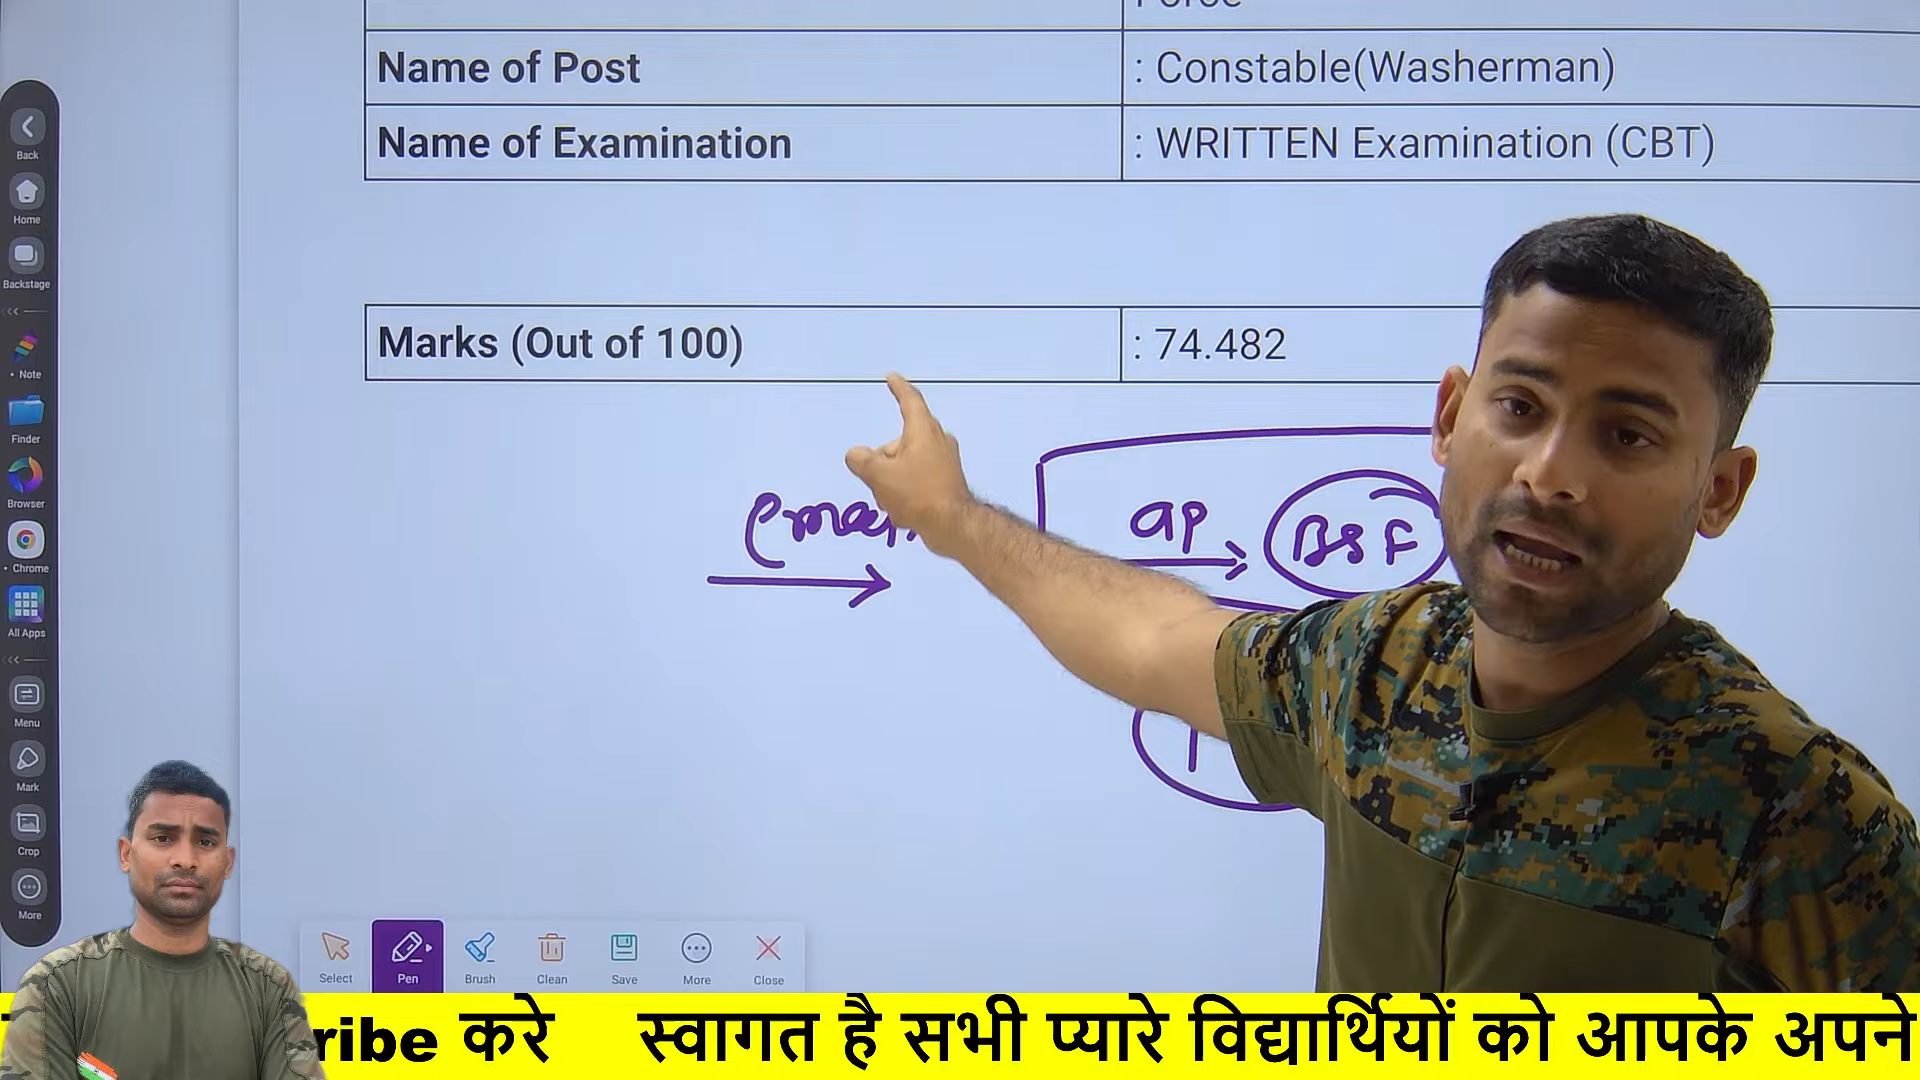 Force
Name of Post : Constable(Washerman)
Name of Examination : WRITTEN Examination (CBT)
Marks (Out of 100) : 74.482
ap BSF
Back
Home
Backstage
Note
Finder
Browser
Chrome
All Apps
Menu
Mark
Crop
More
Select Pen Brush Clean Save More Close
ribe करे स्वागत है सभी प्यारे विद्यार्थियों को आपके अपने